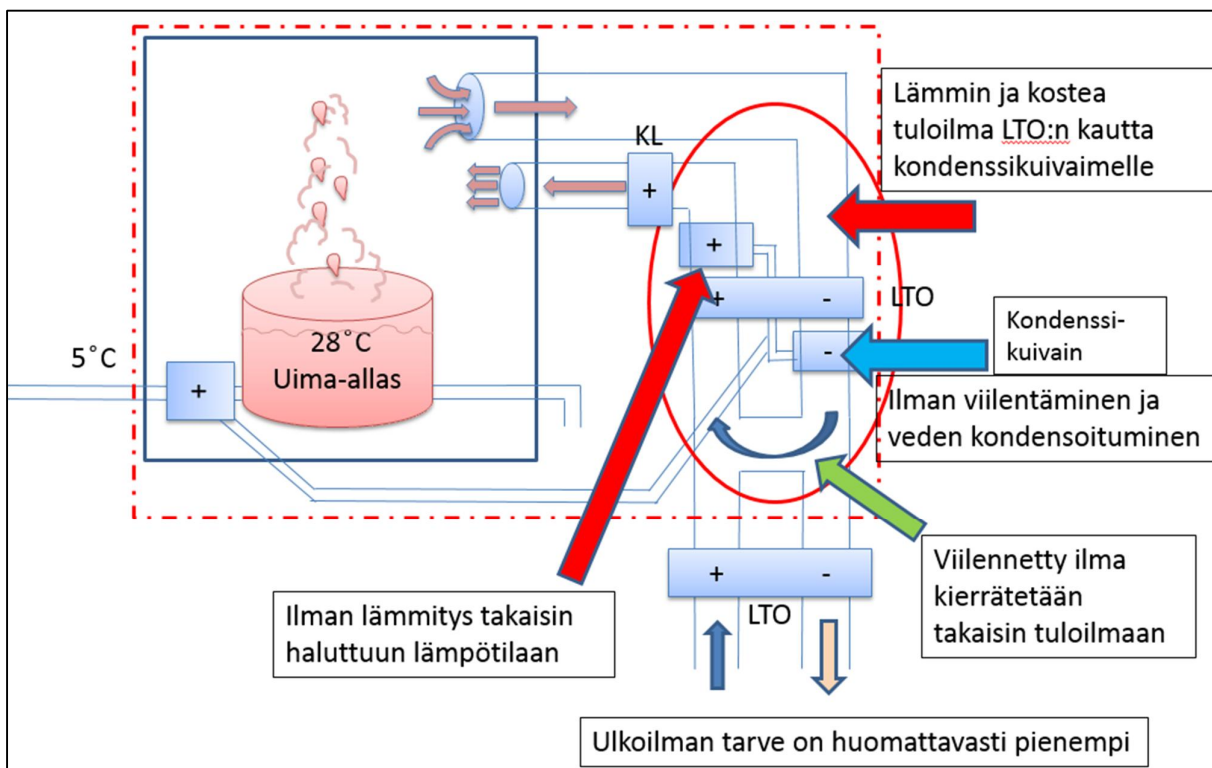 Lämmin ja kostea
tuloilma LTO:n kautta
kondenssikuivaimelle
KL
+
+
+
-
LTO
Kondenssi-
kuivain
-
5°C
+
28°C
Uima-allas
Ilman viilentäminen ja
veden kondensoituminen
Viilennetty ilma
kierrätetään
takaisin tuloilmaan
+
-
LTO
Ilman lämmitys takaisin
haluttuun lämpötilaan
Ulkoilman tarve on huomattavasti pienempi